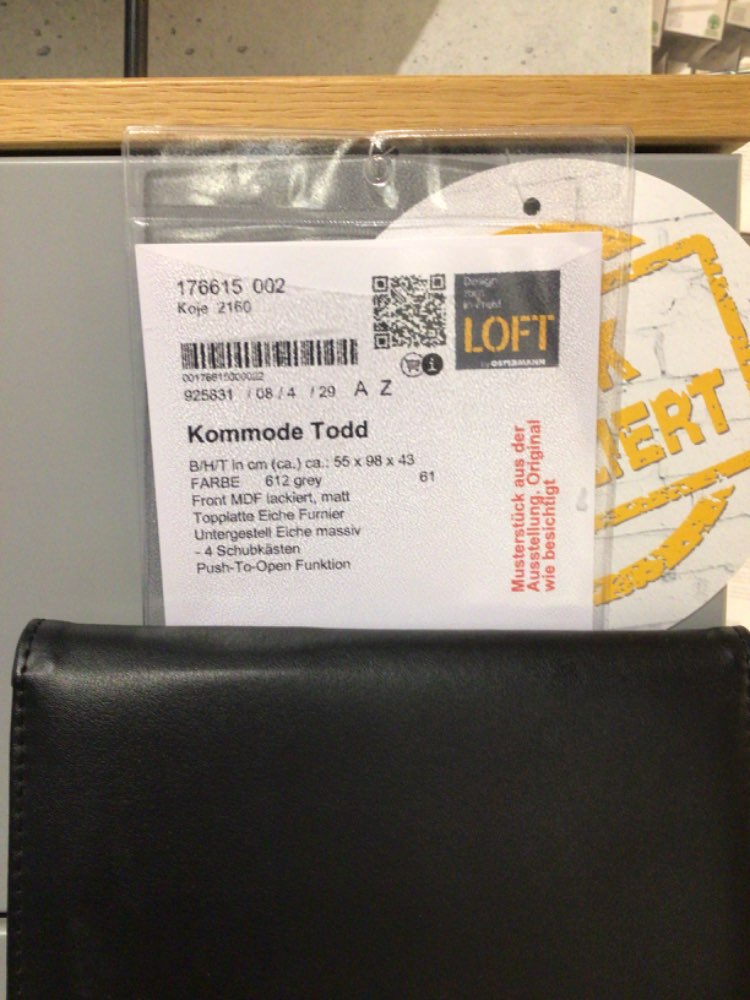 176615 002
Koje 2160
Design
LOFT
by OSTERMANN
00176615000022
925831 / 08 / 4 / 29 A Z
Kommode Todd
B/H/T in cm (ca.) ca.: 55 x 98 x 43
FARBE 612 grey 61
Front MDF lackiert, matt
Topplatte Eiche Furnier
Untergestell Eiche massiv
- 4 Schubkästen
Push-To-Open Funktion
Musterstück aus der
Ausstellung. Original
wie besichtigt